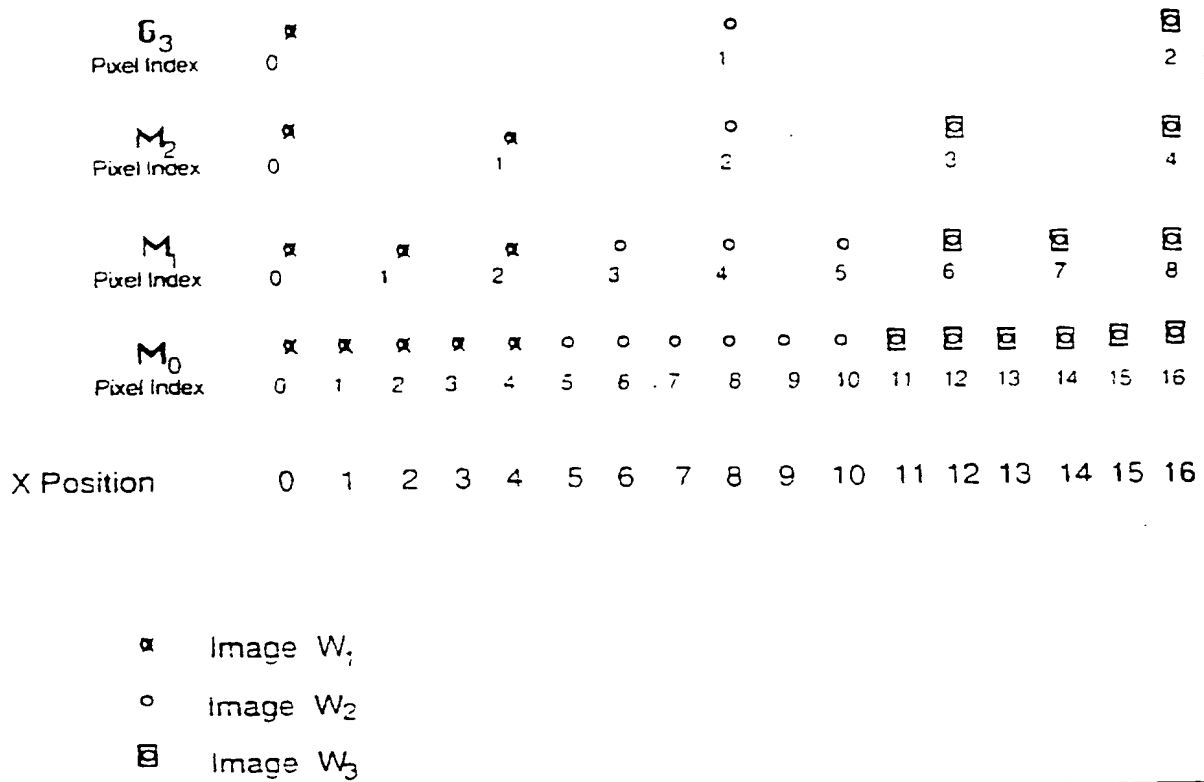 G3
Pixel Index 0 1 2
M2
Pixel Index 0 1 2 3 4
M1
Pixel Index 0 1 2 3 4 5 6 7 8
M0
Pixel Index 0 1 2 3 4 5 6 7 8 9 10 11 12 13 14 15 16
X Position 0 1 2 3 4 5 6 7 8 9 10 11 12 13 14 15 16
Image W1
Image W2
Image W3